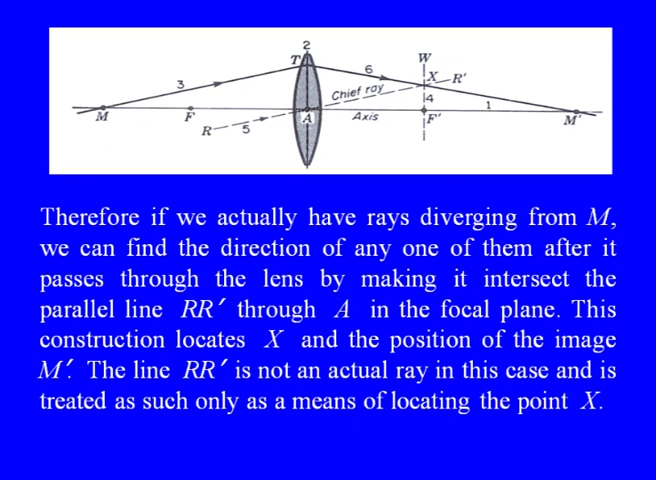 2
T
W
6
X
R'
3
Chief ray
4
1
M
F
A
Axis
F'
M'
R
5
Therefore if we actually have rays diverging from M,
we can find the direction of any one of them after it
passes through the lens by making it intersect the
parallel line RR´ through A in the focal plane. This
construction locates X and the position of the image
M´. The line RR´ is not an actual ray in this case and is
treated as such only as a means of locating the point X.